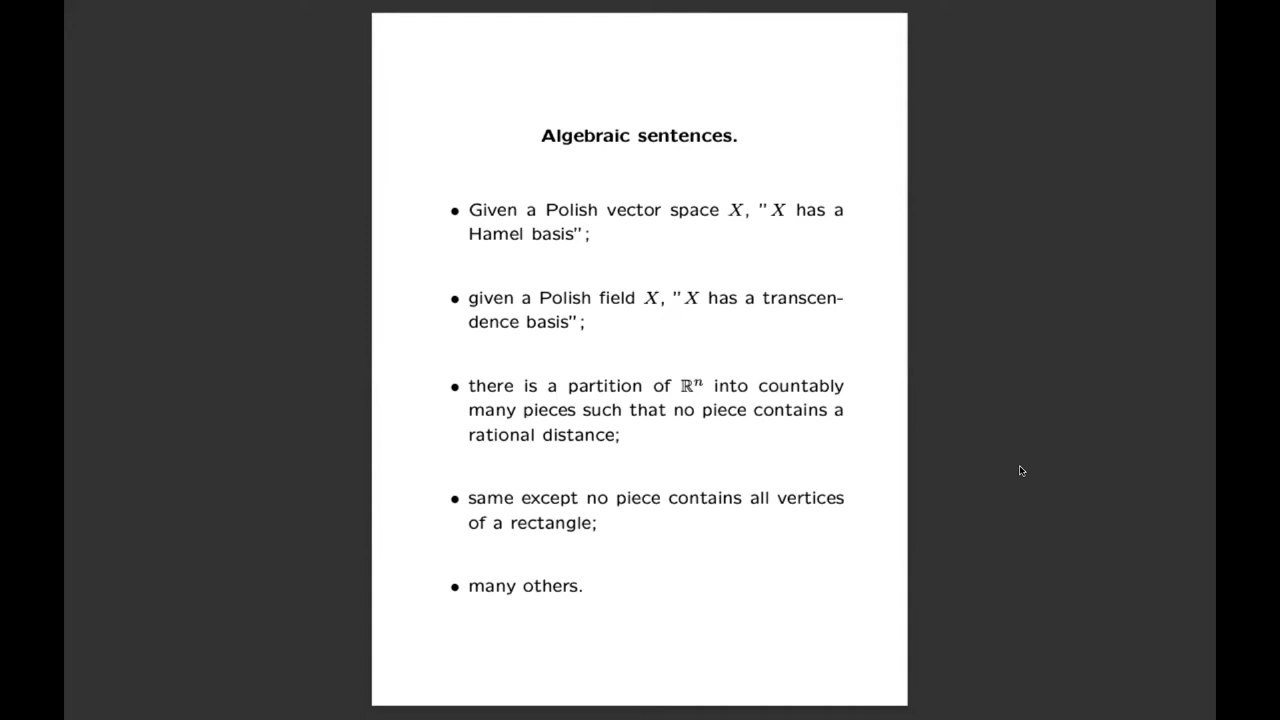 Algebraic sentences.
• Given a Polish vector space X, "X has a
Hamel basis";
• given a Polish field X, "X has a transcen-
dence basis";
• there is a partition of ℝⁿ into countably
many pieces such that no piece contains a
rational distance;
• same except no piece contains all vertices
of a rectangle;
• many others.